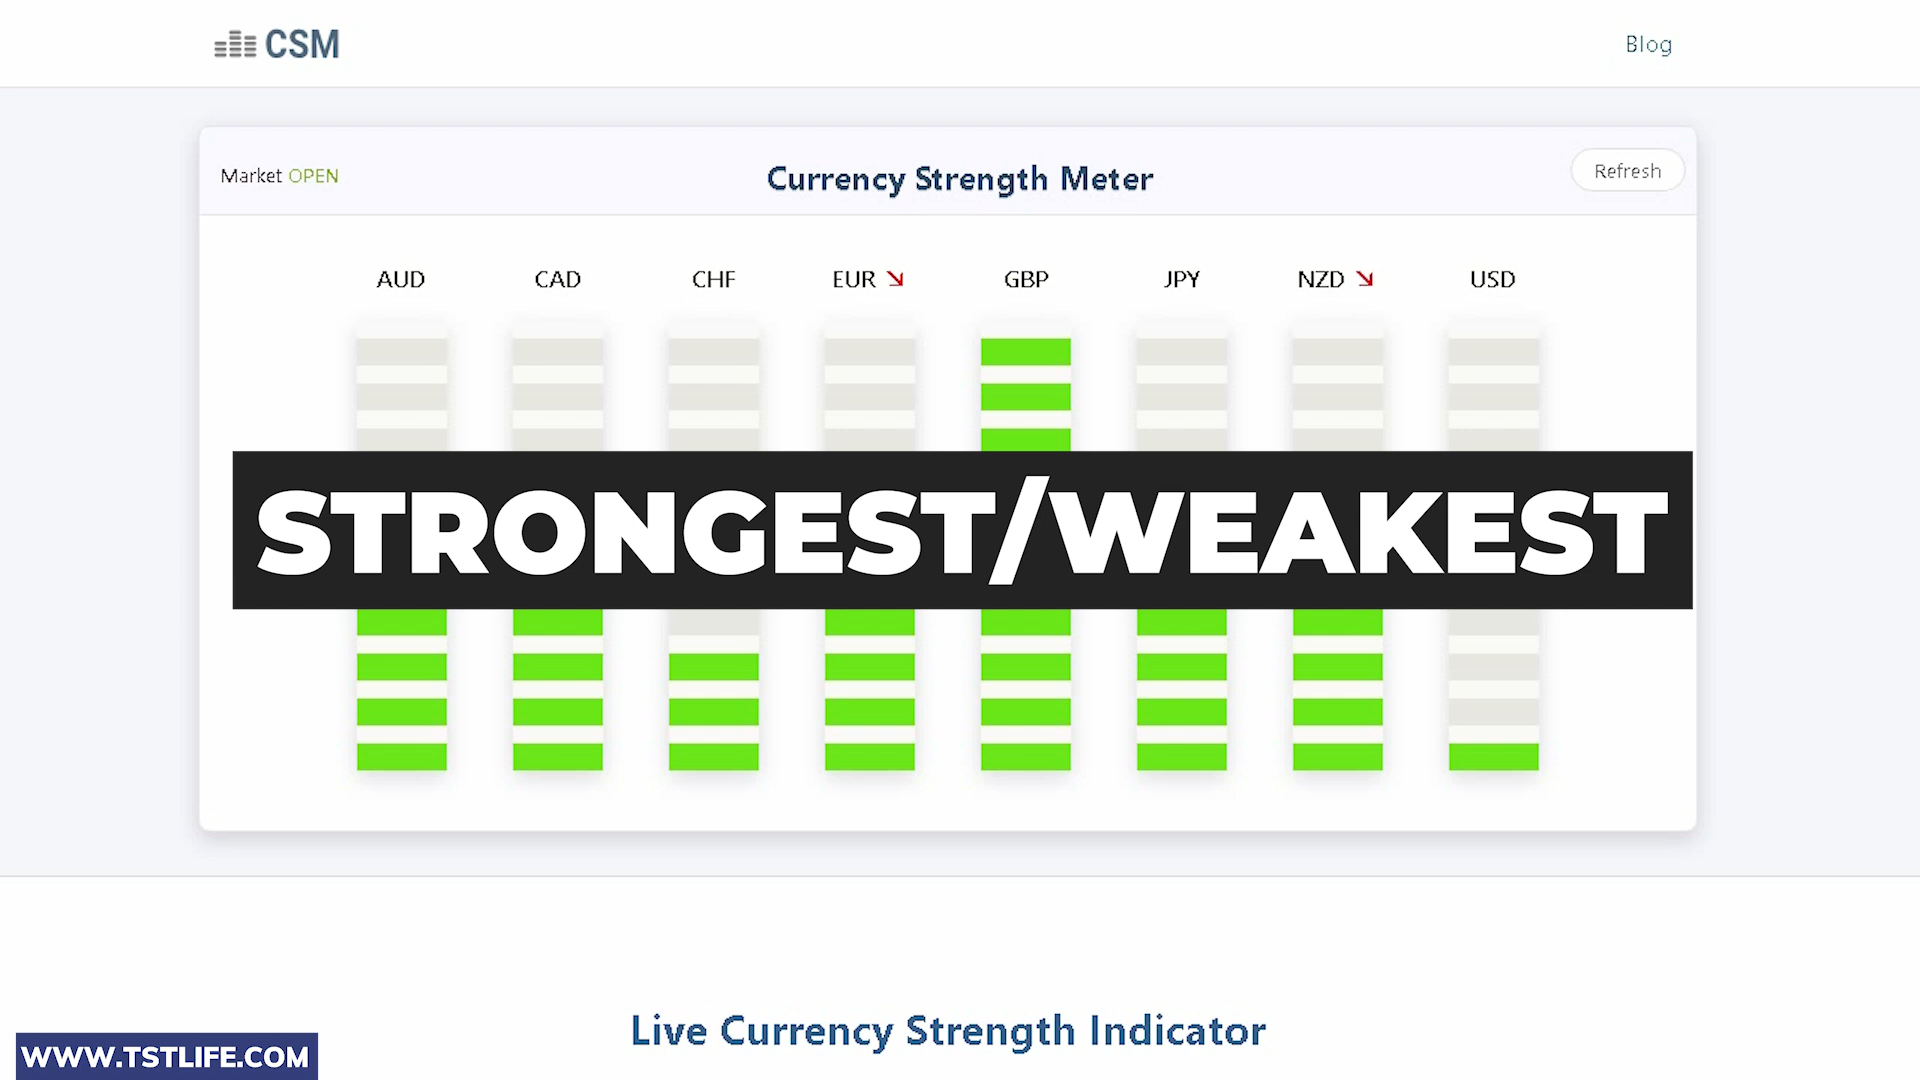 CSM
Blog
Market OPEN
Currency Strength Meter
Refresh
AUD CAD CHF EUR GBP JPY NZD USD
STRONGEST/WEAKEST
Live Currency Strength Indicator
WWW.TSTLIFE.COM